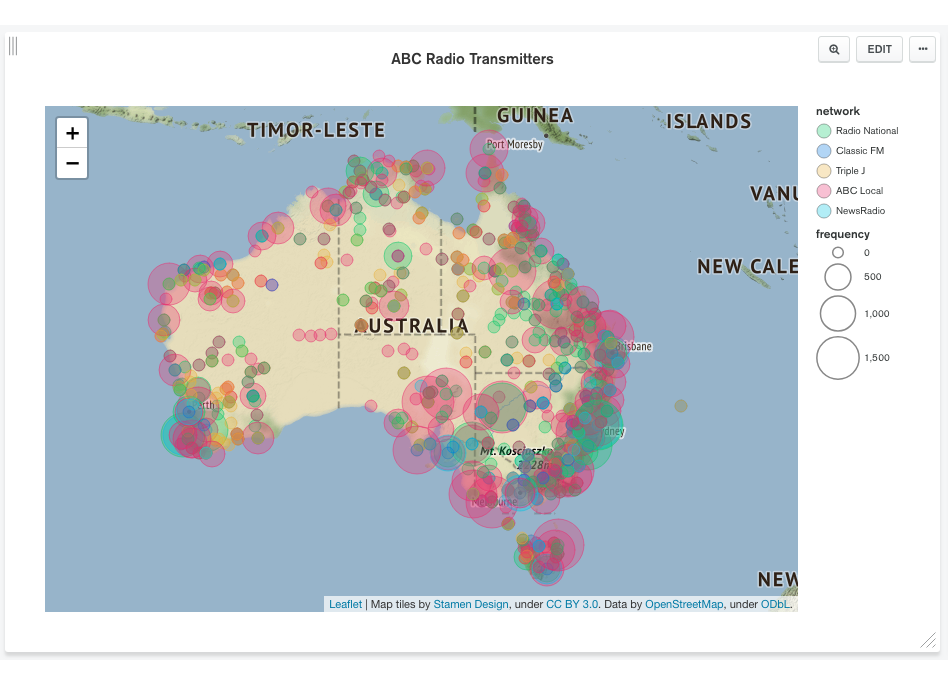 ABC Radio Transmitters
EDIT
+
−
TIMOR-LESTE
GUINEA
ISLANDS
Port Moresby
VANU
NEW CALE
AUSTRALIA
Brisbane
erth
dney
Mt. Kosciuszko
2228m
Melbourne
NEW
Leaflet | Map tiles by Stamen Design, under CC BY 3.0. Data by OpenStreetMap, under ODbL.
network
Radio National
Classic FM
Triple J
ABC Local
NewsRadio
frequency
0
500
1,000
1,500